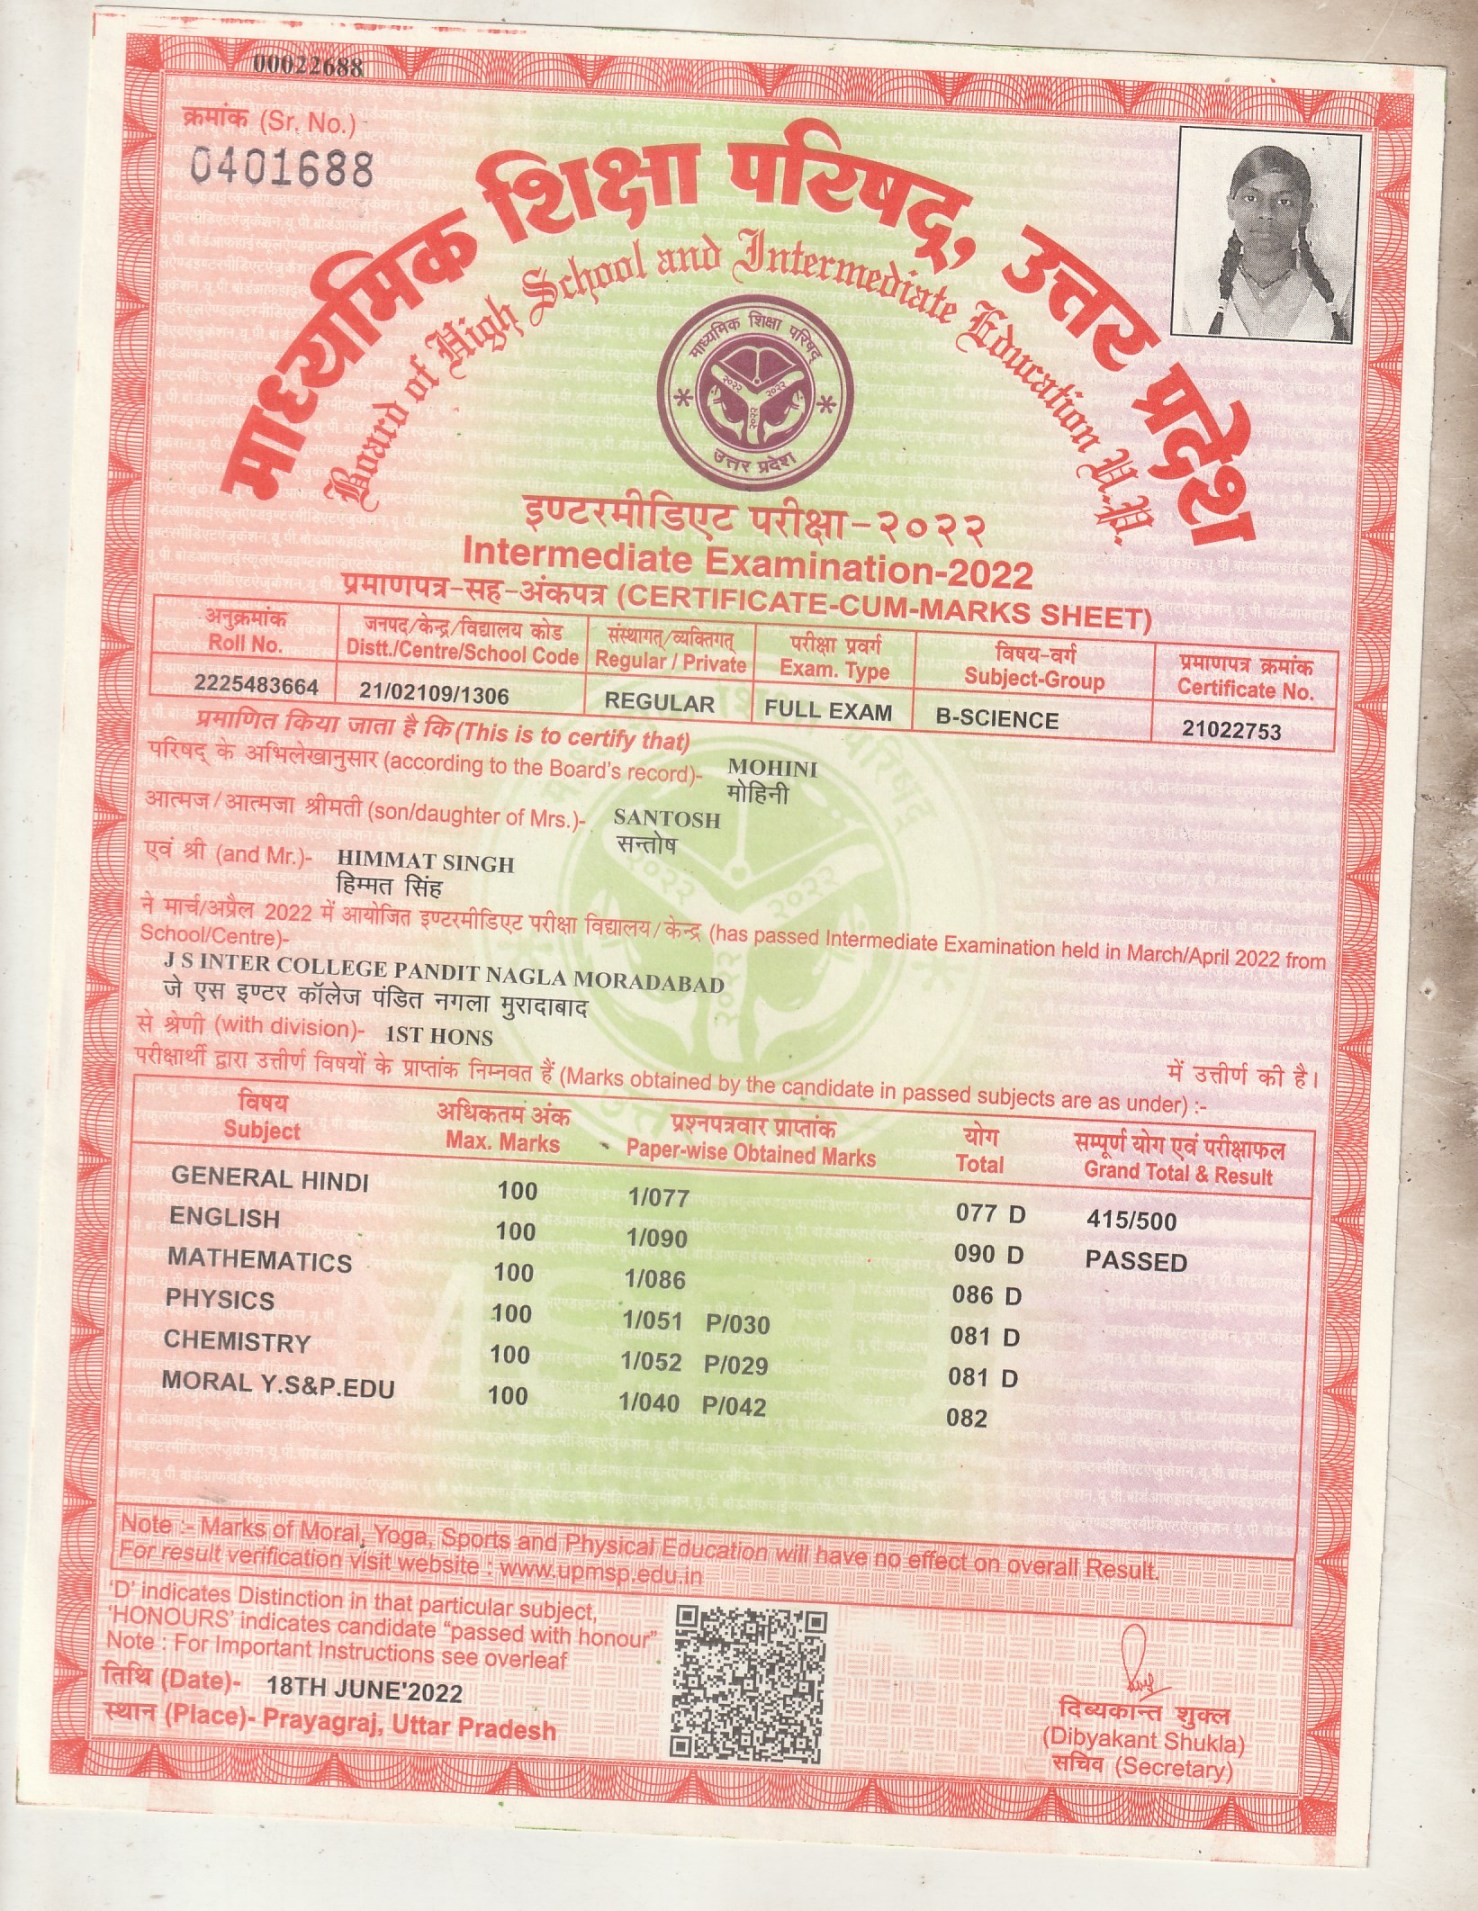 00022688
क्रमांक (Sr. No.)
0401688
माध्यमिक शिक्षा परिषद्, उत्तर प्रदेश
Board of High School and Intermediate Education U.P.
माध्यमिक शिक्षा परिषद्
२०२२ २०२२
२०२२
उत्तर प्रदेश
इण्टरमीडिएट परीक्षा-२०२२
Intermediate Examination-2022
प्रमाणपत्र-सह-अंकपत्र (CERTIFICATE-CUM-MARKS SHEET)
अनुक्रमांक जनपद/केन्द्र/विद्यालय कोड संस्थागत्/व्यक्तिगत् परीक्षा प्रवर्ग विषय-वर्ग प्रमाणपत्र क्रमांक
Roll No. Distt./Centre/School Code Regular / Private Exam. Type Subject-Group Certificate No.
2225483664 21/02109/1306 REGULAR FULL EXAM B-SCIENCE 21022753
प्रमाणित किया जाता है कि (This is to certify that)
परिषद् के अभिलेखानुसार (according to the Board's record)- MOHINI
मोहिनी
आत्मज/आत्मजा श्रीमती (son/daughter of Mrs.)- SANTOSH
सन्तोष
एवं श्री (and Mr.)- HIMMAT SINGH
हिम्मत सिंह
ने मार्च/अप्रैल 2022 में आयोजित इण्टरमीडिएट परीक्षा विद्यालय/केन्द्र (has passed Intermediate Examination held in March/April 2022 from
School/Centre)-
J S INTER COLLEGE PANDIT NAGLA MORADABAD
जे एस इण्टर कॉलेज पंडित नगला मुरादाबाद
से श्रेणी (with division)- 1ST HONS में उत्तीर्ण की है।
परीक्षार्थी द्वारा उत्तीर्ण विषयों के प्राप्तांक निम्नवत हैं (Marks obtained by the candidate in passed subjects are as under) :-
विषय अधिकतम अंक प्रश्नपत्रवार प्राप्तांक योग सम्पूर्ण योग एवं परीक्षाफल
Subject Max. Marks Paper-wise Obtained Marks Total Grand Total & Result
GENERAL HINDI 100 1/077 077 D 415/500
ENGLISH 100 1/090 090 D PASSED
MATHEMATICS 100 1/086 086 D
PHYSICS 100 1/051 P/030 081 D
CHEMISTRY 100 1/052 P/029 081 D
MORAL Y.S&P.EDU 100 1/040 P/042 082
Note :- Marks of Moral, Yoga, Sports and Physical Education will have no effect on overall Result.
For result verification visit website : www.upmsp.edu.in
'D' indicates Distinction in that particular subject,
'HONOURS' indicates candidate "passed with honour"
Note : For Important Instructions see overleaf
तिथि (Date)- 18TH JUNE'2022
स्थान (Place)- Prayagraj, Uttar Pradesh
दिब्यकान्त शुक्ल
(Dibyakant Shukla)
सचिव (Secretary)